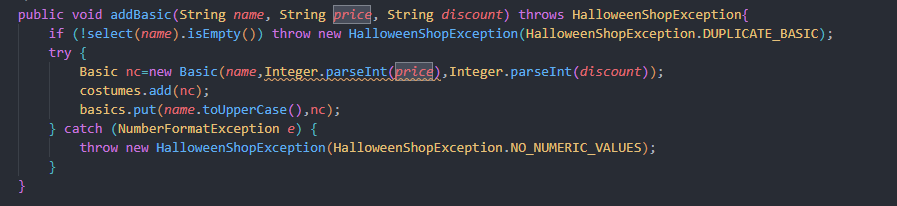 public void addBasic(String name, String price, String discount) throws HalloweenShopException{
if (!select(name).isEmpty()) throw new HalloweenShopException(HalloweenShopException.DUPLICATE_BASIC);
try {
Basic nc=new Basic(name,Integer.parseInt(price),Integer.parseInt(discount));
costumes.add(nc);
basics.put(name.toUpperCase(),nc);
} catch (NumberFormatException e) {
throw new HalloweenShopException(HalloweenShopException.NO_NUMERIC_VALUES);
}
}